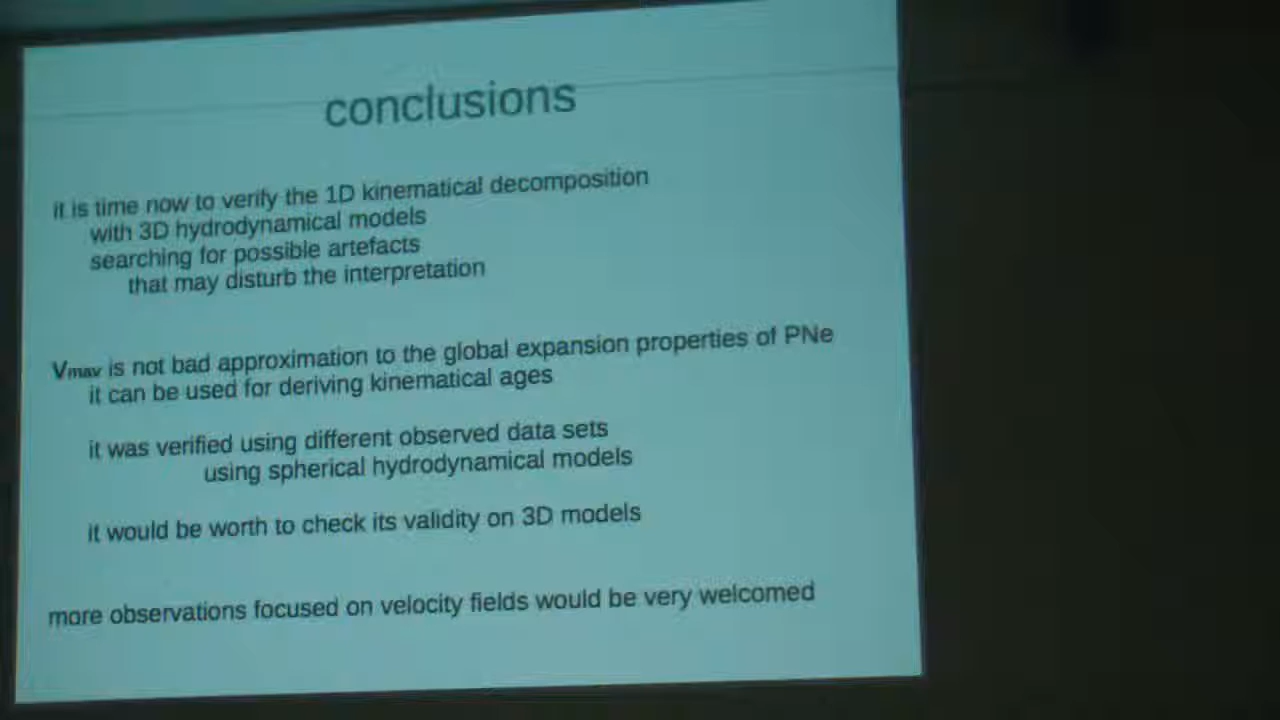 conclusions
it is time now to verify the 1D kinematical decomposition
with 3D hydrodynamical models
searching for possible artefacts
that may disturb the interpretation
Vmav is not bad approximation to the global expansion properties of PNe
it can be used for deriving kinematical ages
it was verified using different observed data sets
using spherical hydrodynamical models
it would be worth to check its validity on 3D models
more observations focused on velocity fields would be very welcomed